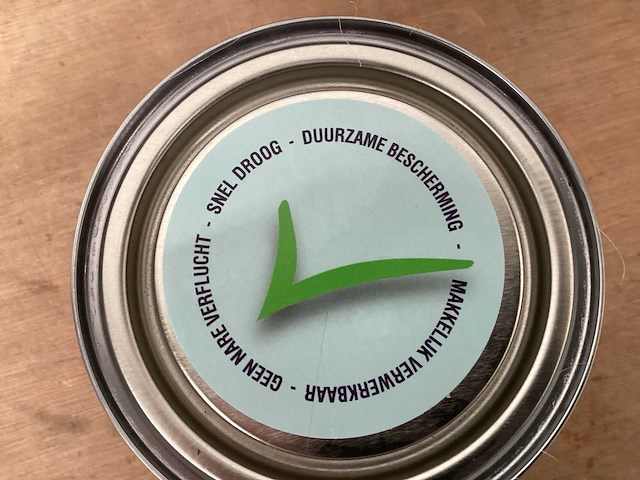 DUURZAME BESCHERMING - MAKKELIJK VERWERKBAAR - GEEN NARE VERFLUCHT - SNEL DROOG -